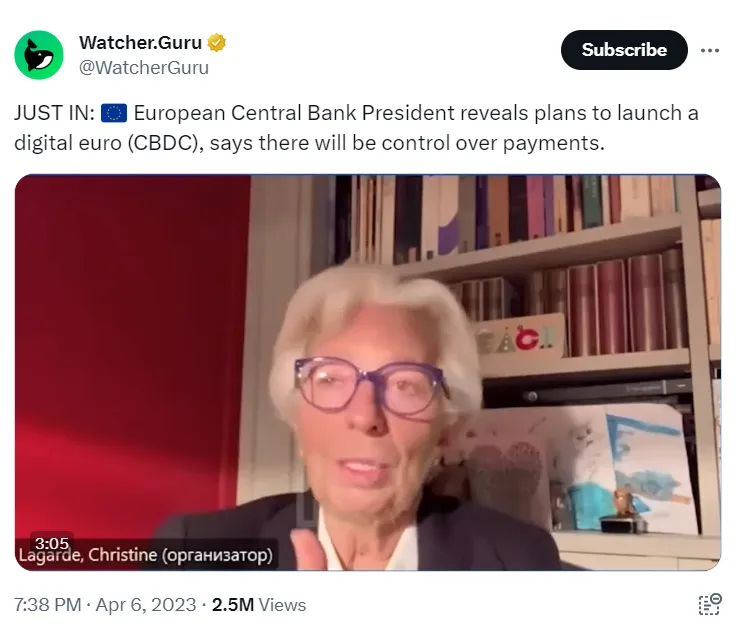 Watcher.Guru
@WatcherGuru
Subscribe
JUST IN: 🇪🇺 European Central Bank President reveals plans to launch a
digital euro (CBDC), says there will be control over payments.
3:05
Lagarde, Christine (организатор)
7:38 PM · Apr 6, 2023 · 2.5M Views